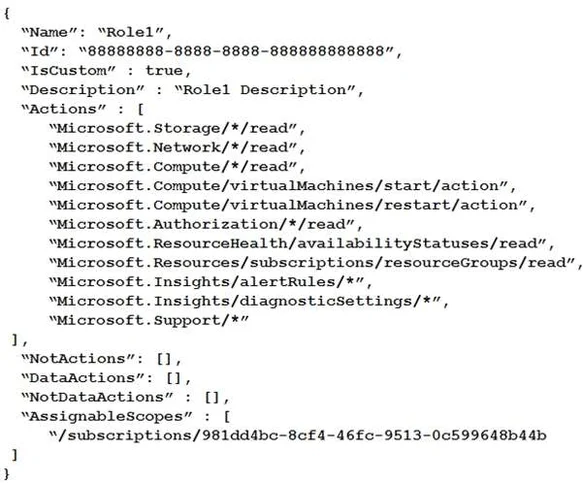 {
“Name”: “Role1”,
“Id”: “88888888-8888-8888-888888888888”,
“IsCustom” : true,
“Description” : “Role1 Description”,
“Actions” : [
“Microsoft.Storage/*/read”,
“Microsoft.Network/*/read”,
“Microsoft.Compute/*/read”,
“Microsoft.Compute/virtualMachines/start/action”,
“Microsoft.Compute/virtualMachines/restart/action”,
“Microsoft.Authorization/*/read”,
“Microsoft.ResourceHealth/availabilityStatuses/read”,
“Microsoft.Resources/subscriptions/resourceGroups/read”,
“Microsoft.Insights/alertRules/*”,
“Microsoft.Insights/diagnosticSettings/*”,
“Microsoft.Support/*”
],
“NotActions”: [],
“DataActions”: [],
“NotDataActions” : [],
“AssignableScopes” : [
“/subscriptions/981dd4bc-8cf4-46fc-9513-0c599648b44b
]
}